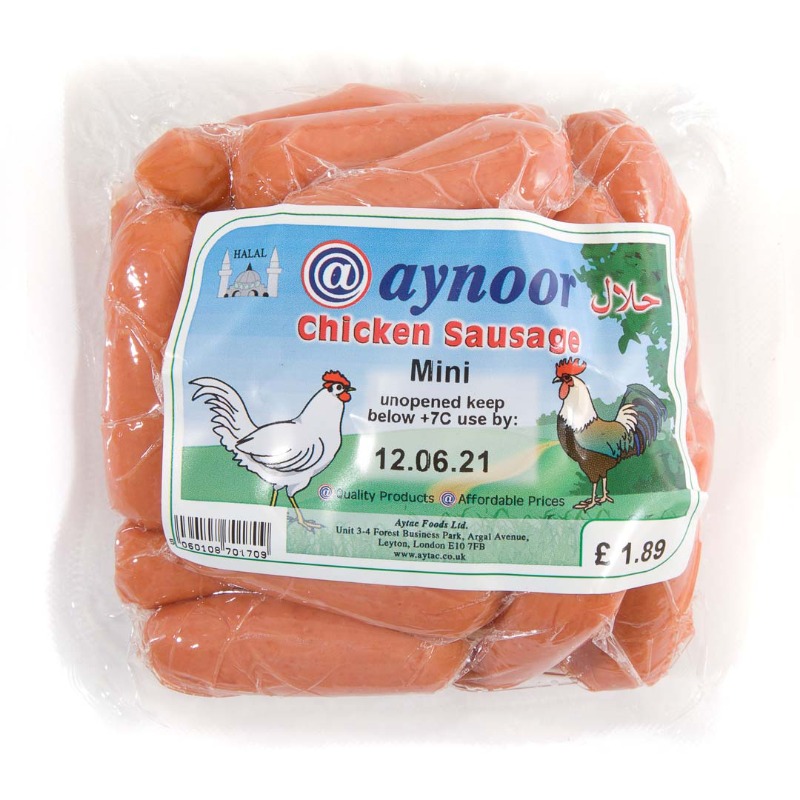 HALAL
@ aynoor حلال
Chicken Sausage
Mini
unopened keep
below +7C use by:
12.06.21
@ Quality Products @ Affordable Prices
Aytac Foods Ltd.
Unit 3-4 Forest Business Park, Argal Avenue,
Leyton, London E10 7FB
www.aytac.co.uk
5 060108 701709
£ 1.89